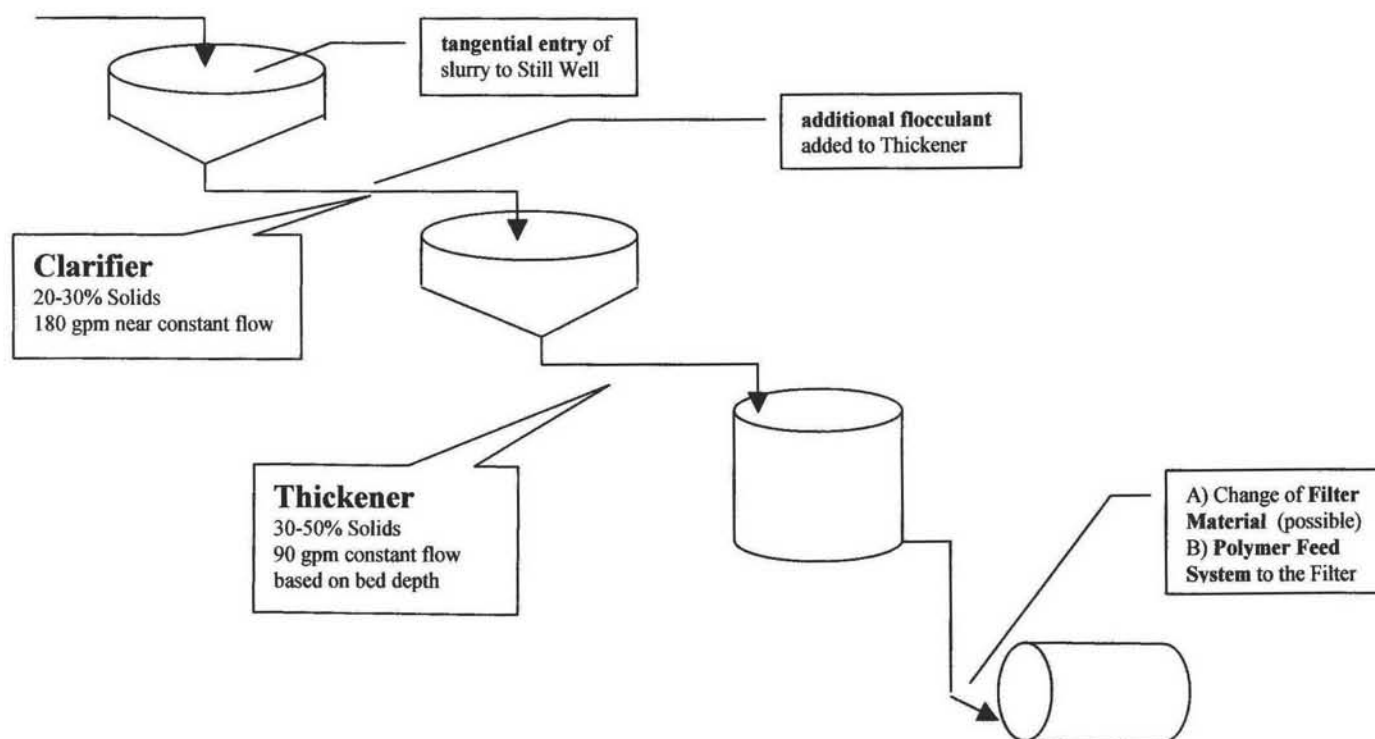 tangential entry of
slurry to Still Well
additional flocculant
added to Thickener
Clarifier
20-30% Solids
180 gpm near constant flow
Thickener
30-50% Solids
90 gpm constant flow
based on bed depth
A) Change of Filter
Material (possible)
B) Polymer Feed
System to the Filter